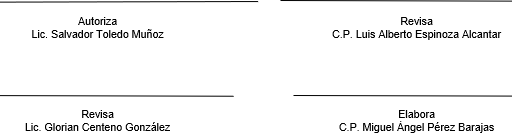 Autoriza
Lic. Salvador Toledo Muñoz
Revisa
C.P. Luis Alberto Espinoza Alcantar
Revisa
Lic. Glorian Centeno González
Elabora
C.P. Miguel Ángel Pérez Barajas